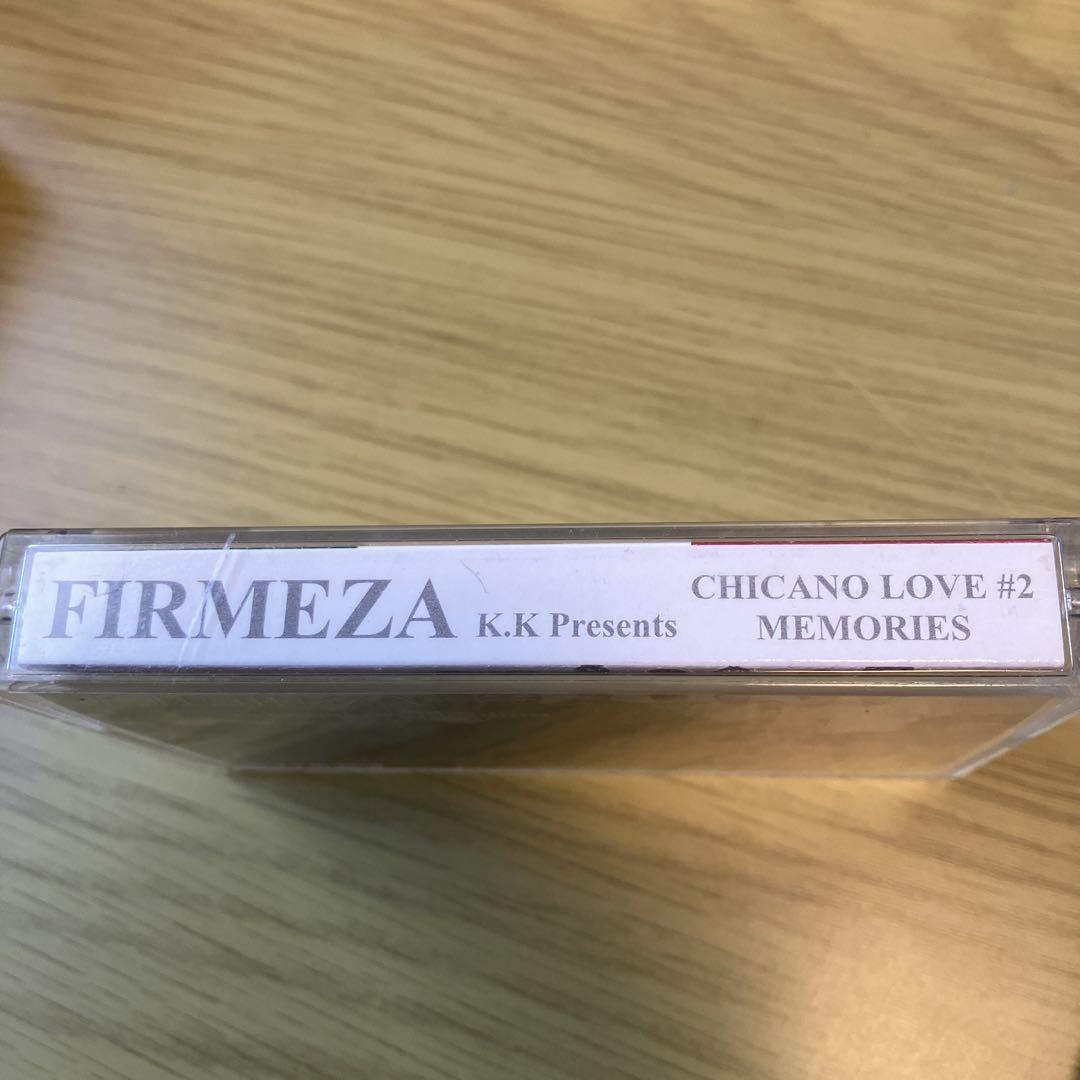 FIRMEZA K.K Presents
CHICANO LOVE #2
MEMORIES